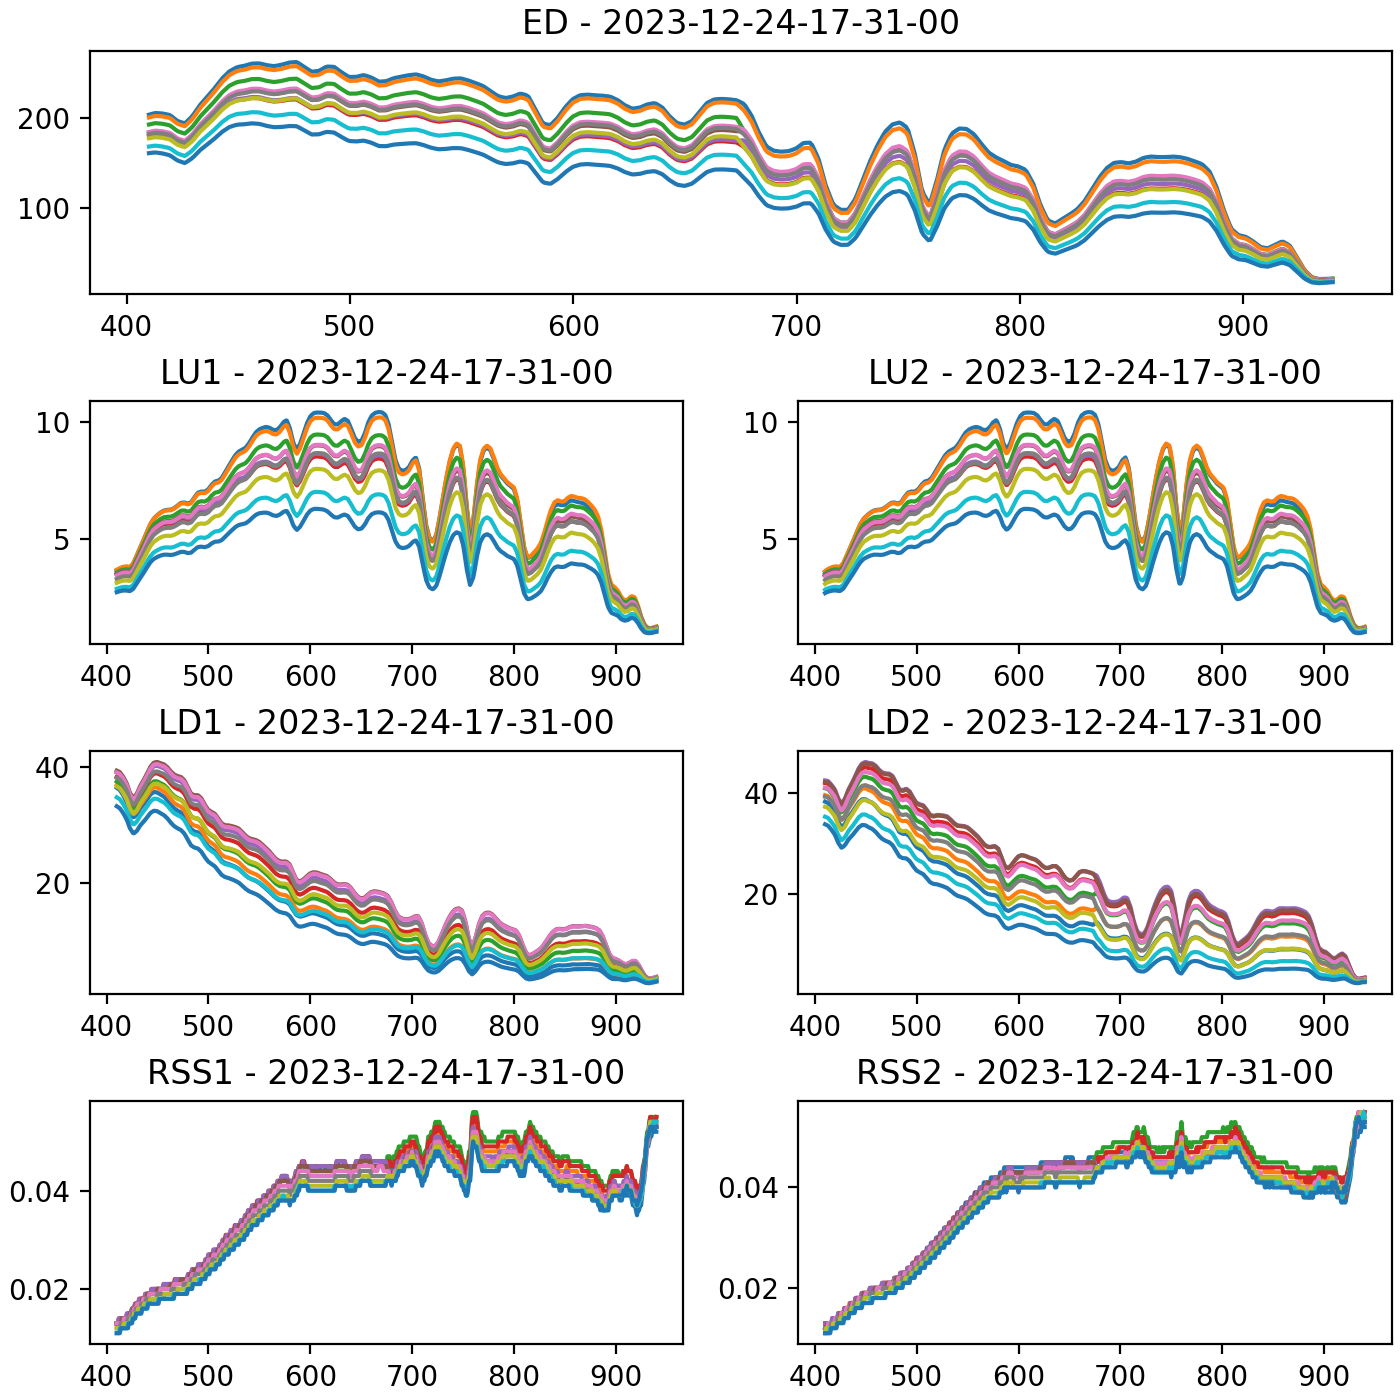 ED - 2023-12-24-17-31-00
200
100
400 500 600 700 800 900
LU1 - 2023-12-24-17-31-00
10
5
400 500 600 700 800 900
LU2 - 2023-12-24-17-31-00
10
5
400 500 600 700 800 900
LD1 - 2023-12-24-17-31-00
40
20
400 500 600 700 800 900
LD2 - 2023-12-24-17-31-00
40
20
400 500 600 700 800 900
RSS1 - 2023-12-24-17-31-00
0.04
0.02
400 500 600 700 800 900
RSS2 - 2023-12-24-17-31-00
0.04
0.02
400 500 600 700 800 900